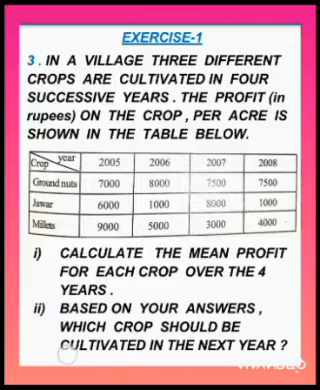 EXERCISE-1
3. IN A VILLAGE THREE DIFFERENT
CROPS ARE CULTIVATED IN FOUR
SUCCESSIVE YEARS. THE PROFIT (in
rupees) ON THE CROP, PER ACRE IS
SHOWN IN THE TABLE BELOW.
Crop year 2005 2006 2007 2008
Ground nuts 7000 8000 7500 7500
Jawar 6000 1000 8000 1000
Millets 9000 5000 3000 4000
i) CALCULATE THE MEAN PROFIT
FOR EACH CROP OVER THE 4
YEARS.
ii) BASED ON YOUR ANSWERS,
WHICH CROP SHOULD BE
CULTIVATED IN THE NEXT YEAR?
VIVAVIDEO